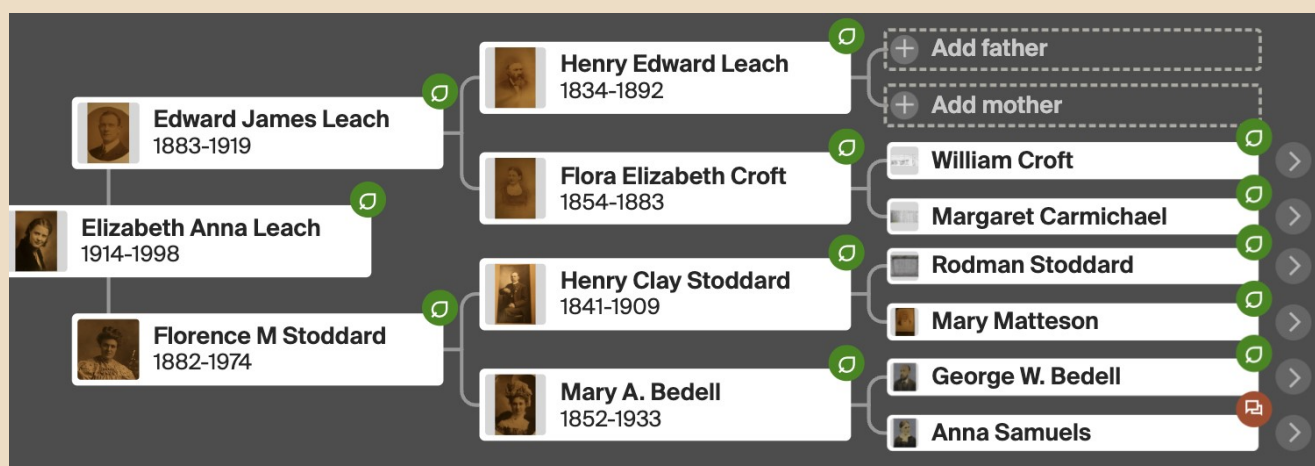 Henry Edward Leach
1834-1892
Add father
Add mother
Edward James Leach
1883-1919
William Croft
Flora Elizabeth Croft
1854-1883
Margaret Carmichael
Elizabeth Anna Leach
1914-1998
Rodman Stoddard
Henry Clay Stoddard
1841-1909
Mary Matteson
Florence M Stoddard
1882-1974
George W. Bedell
Mary A. Bedell
1852-1933
Anna Samuels